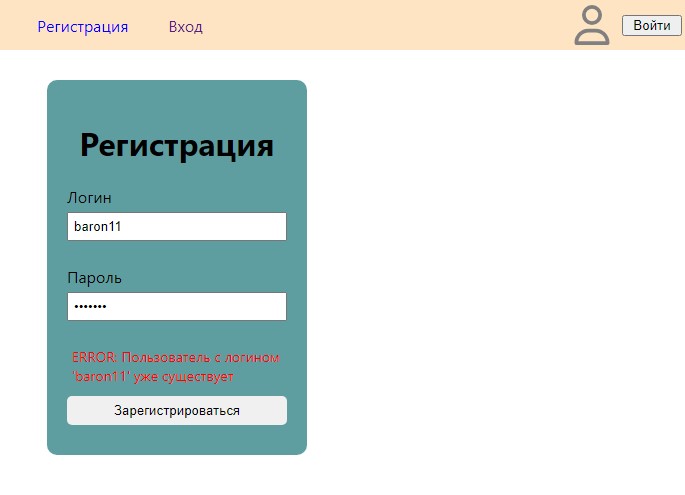 Регистрация Вход Войти
Регистрация
Логин
baron11
Пароль
•••••••
ERROR: Пользователь с логином
'baron11' уже существует
Зарегистрироваться